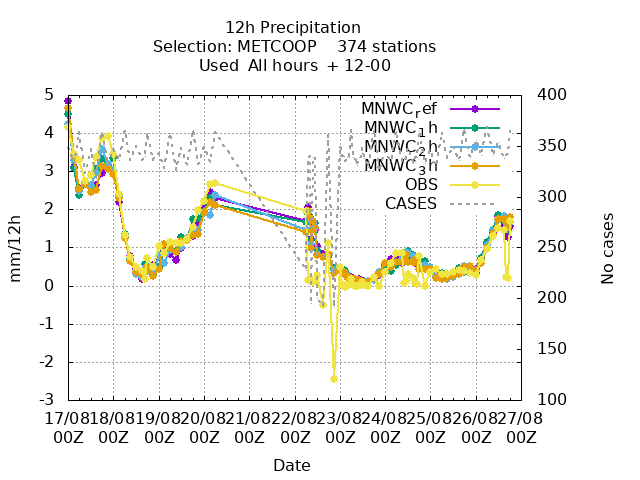 12h Precipitation
Selection: METCOOP    374 stations
Used  All hours  + 12-00
mm/12h
5
4
3
2
1
0
-1
-2
-3
No cases
400
350
300
250
200
150
100
MNWC_ref
MNWC_1h
MNWC_2h
MNWC_3h
OBS
CASES
17/08 18/08 19/08 20/08 21/08 22/08 23/08 24/08 25/08 26/08 27/08
00Z 00Z 00Z 00Z 00Z 00Z 00Z 00Z 00Z 00Z 00Z
Date